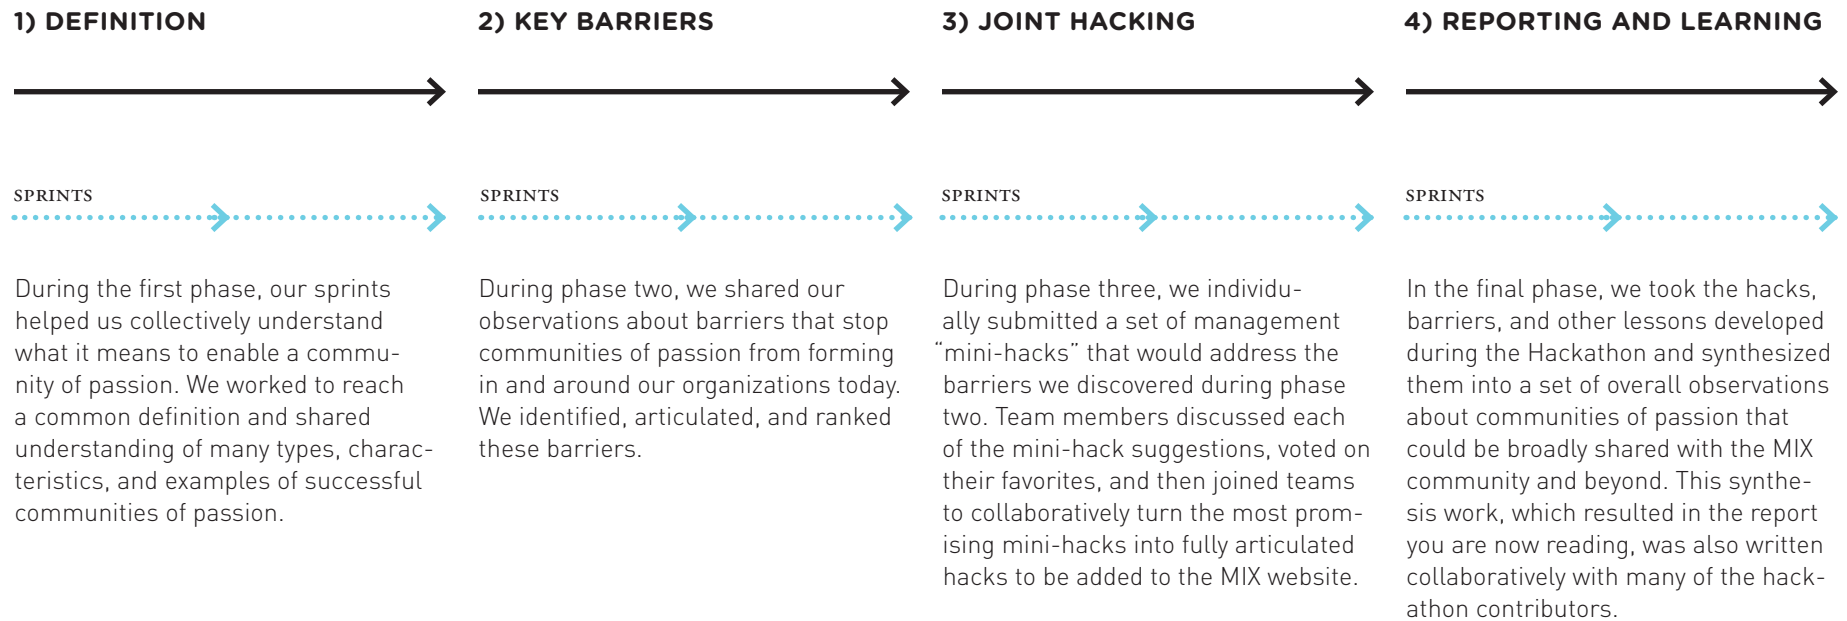 1) DEFINITION
SPRINTS
During the first phase, our sprints
helped us collectively understand
what it means to enable a commu-
nity of passion. We worked to reach
a common definition and shared
understanding of many types, charac-
teristics, and examples of successful
communities of passion.
2) KEY BARRIERS
SPRINTS
During phase two, we shared our
observations about barriers that stop
communities of passion from forming
in and around our organizations today.
We identified, articulated, and ranked
these barriers.
3) JOINT HACKING
SPRINTS
During phase three, we individu-
ally submitted a set of management
“mini-hacks” that would address the
barriers we discovered during phase
two. Team members discussed each
of the mini-hack suggestions, voted on
their favorites, and then joined teams
to collaboratively turn the most prom-
ising mini-hacks into fully articulated
hacks to be added to the MIX website.
4) REPORTING AND LEARNING
SPRINTS
In the final phase, we took the hacks,
barriers, and other lessons developed
during the Hackathon and synthesized
them into a set of overall observations
about communities of passion that
could be broadly shared with the MIX
community and beyond. This synthe-
sis work, which resulted in the report
you are now reading, was also written
collaboratively with many of the hack-
athon contributors.